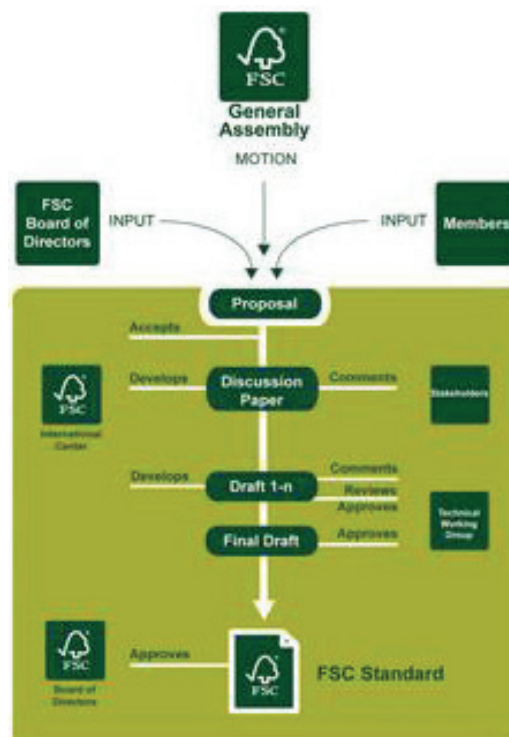 FSC
General
Assembly
MOTION
FSC
Board of
Directors
INPUT
INPUT
Members
Proposal
Accepts
Develops
Discussion
Paper
Comments
Stakeholders
FSC
International
Center
Develops
Draft 1-n
Comments
Reviews
Approves
Technical
Working
Group
Final Draft
Approves
FSC
Board of
Directors
Approves
FSC
FSC Standard